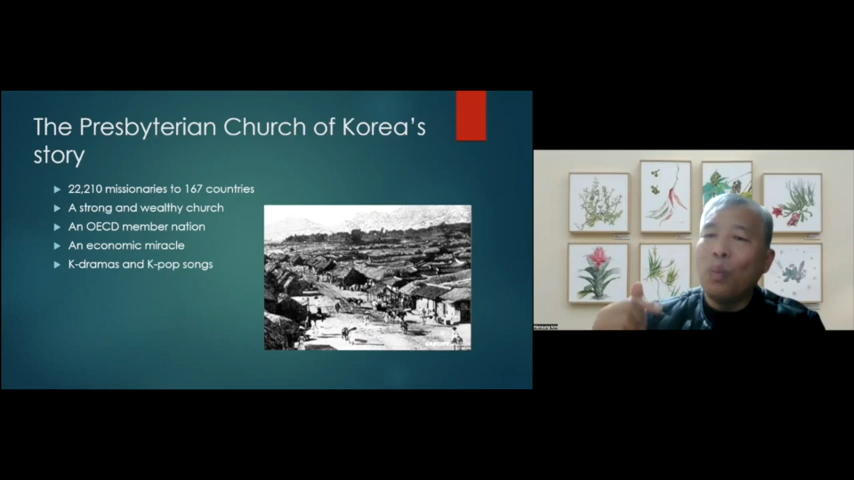 The Presbyterian Church of Korea's
story
22,210 missionaries to 167 countries
A strong and wealthy church
An OECD member nation
An economic miracle
K-dramas and K-pop songs